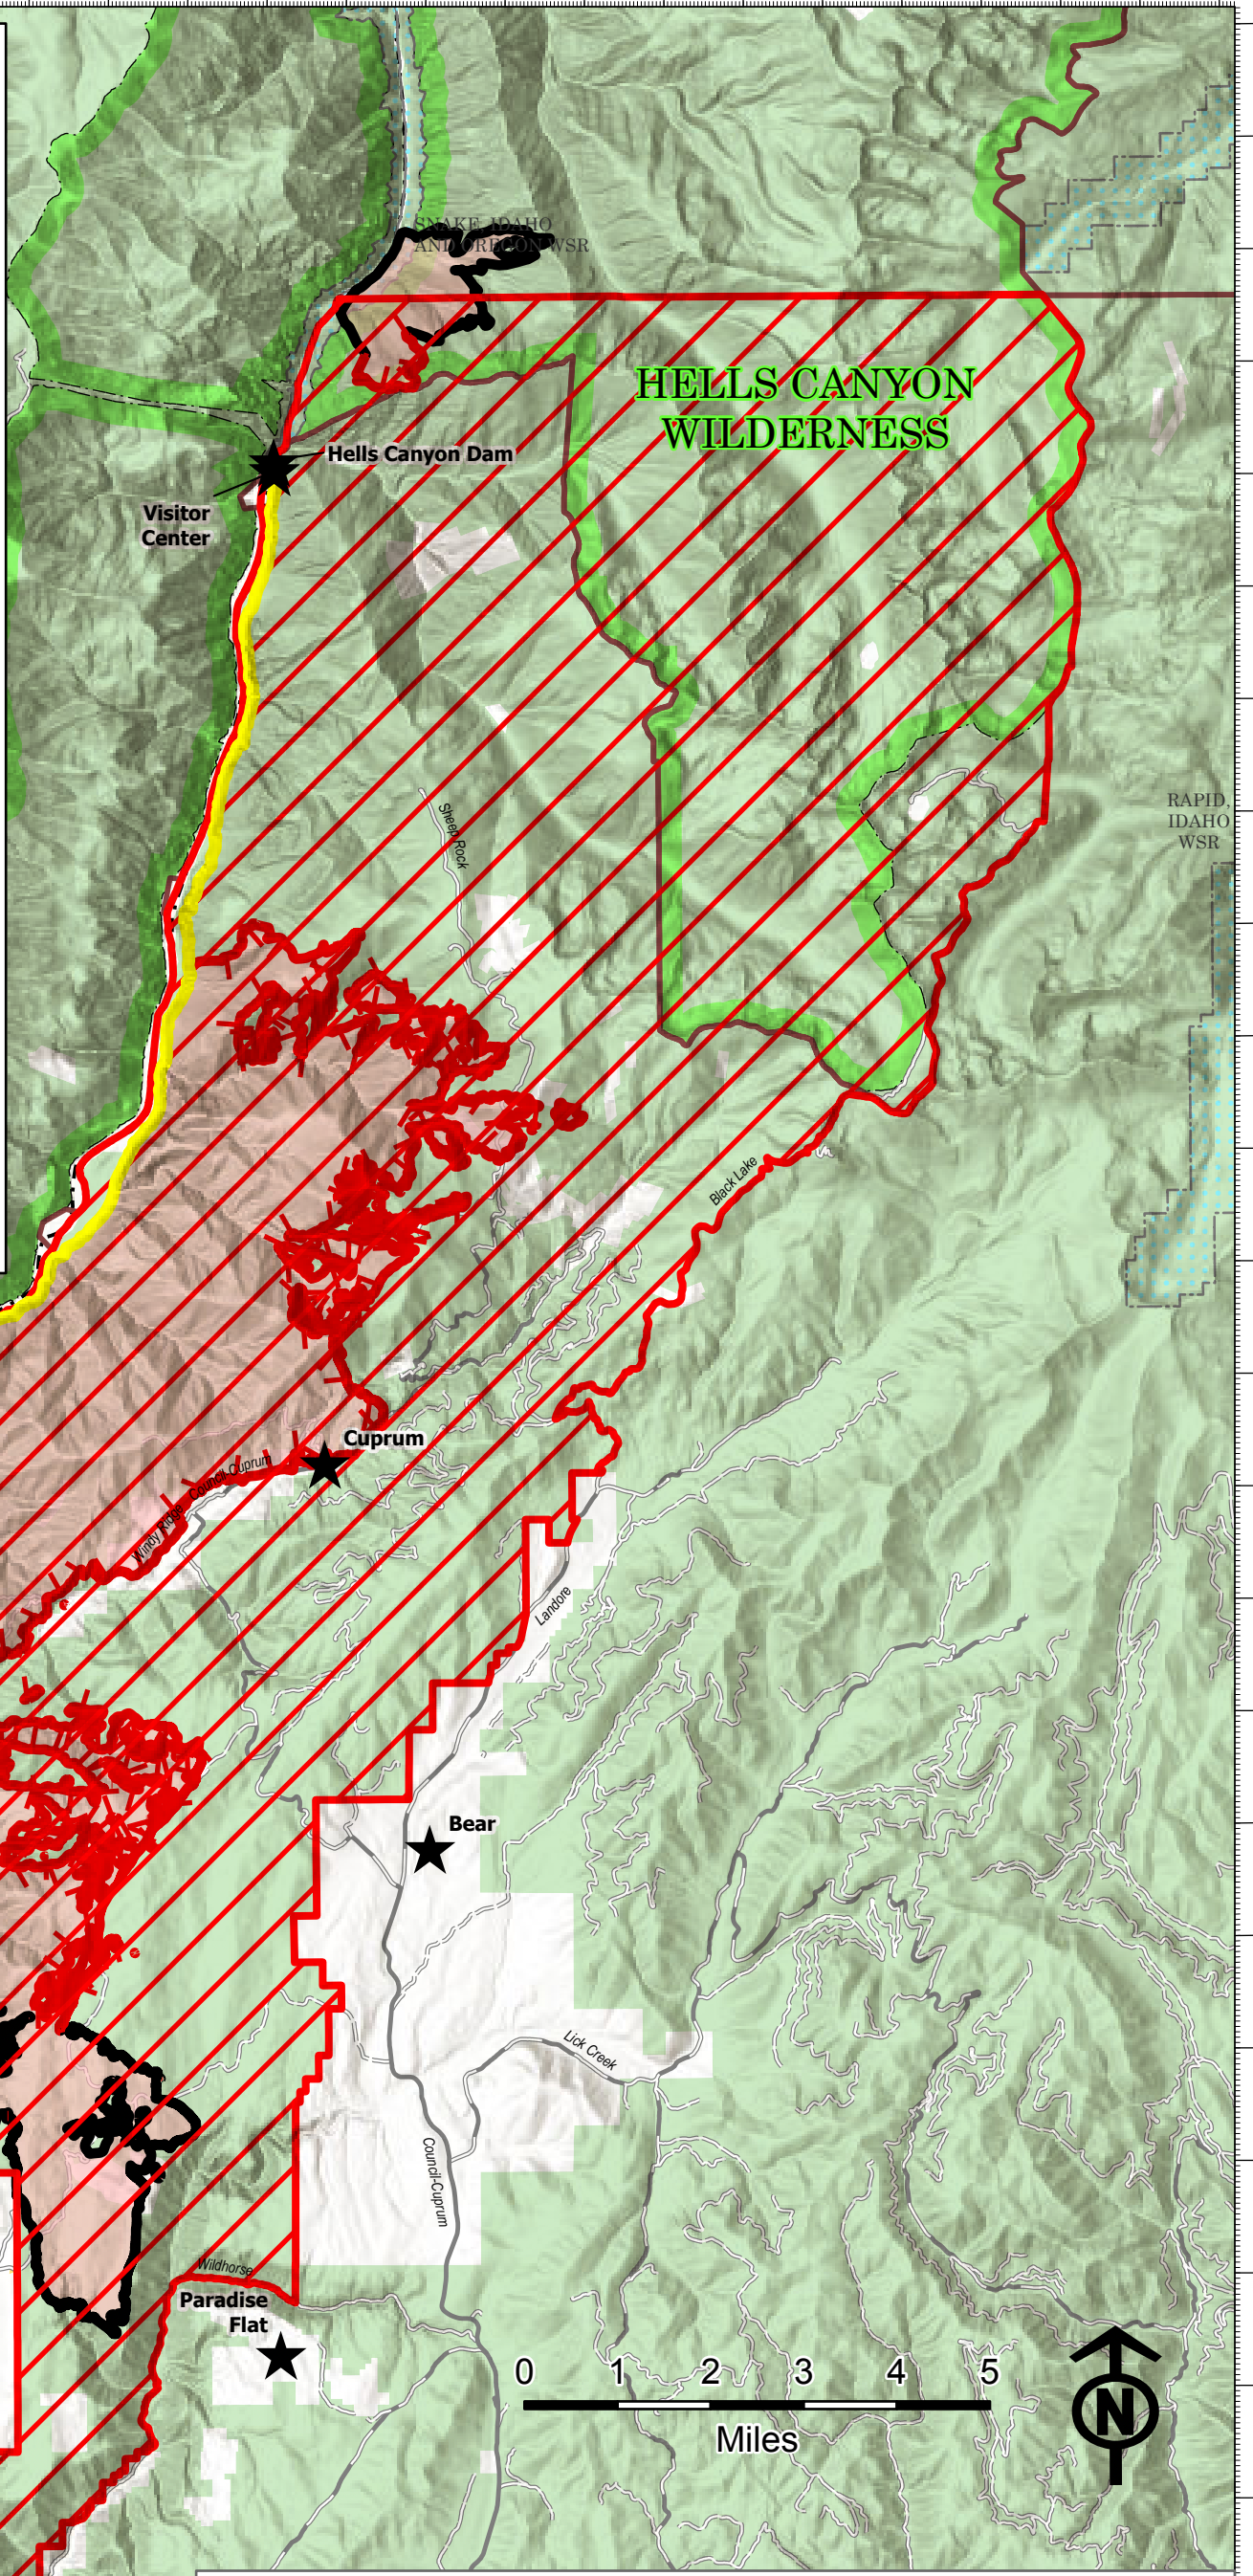 SNAKE, IDAHO
AND OREGON WSR
HELLS CANYON
WILDERNESS
Hells Canyon Dam
Visitor
Center
Sheep Rock
RAPID,
IDAHO
WSR
Black Lake
Cuprum
Council-Cuprum
Windy Ridge
Landore
Bear
Lick Creek
Council-Cuprum
Wildhorse
Paradise
Flat
0 1 2 3 4 5
Miles
N